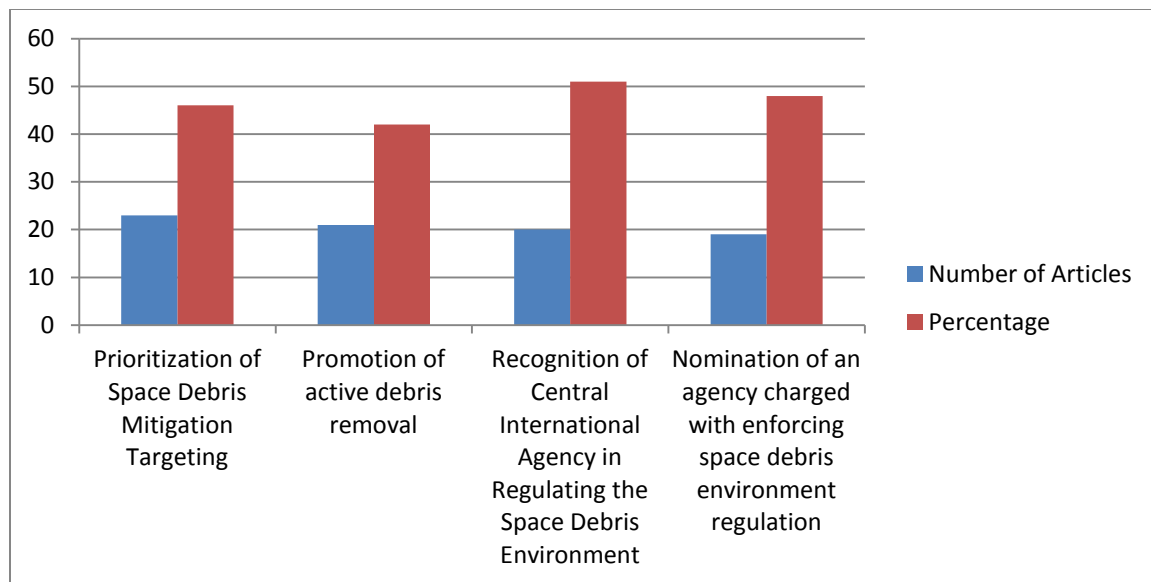 60
50
40
30
20
10
0
Prioritization of
Space Debris
Mitigation
Targeting
Promotion of
active debris
removal
Recognition of
Central
International
Agency in
Regulating the
Space Debris
Environment
Nomination of an
agency charged
with enforcing
space debris
environment
regulation
Number of Articles
Percentage